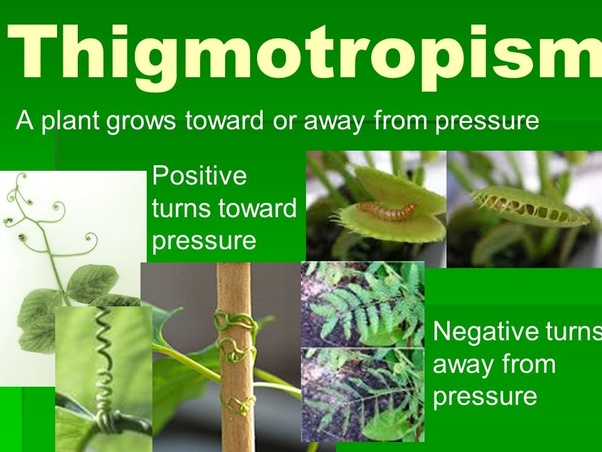 Thigmotropism
A plant grows toward or away from pressure
Positive
turns toward
pressure
Negative turns
away from
pressure